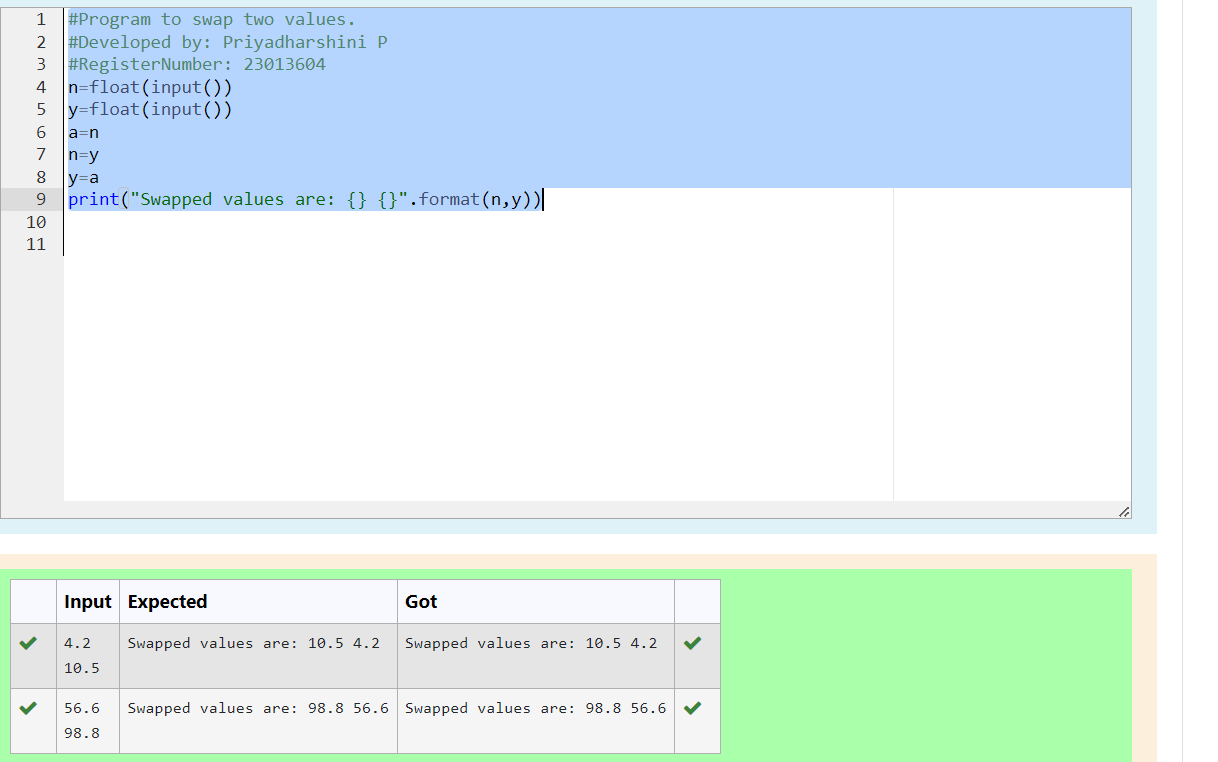 1 #Program to swap two values.
2 #Developed by: Priyadharshini P
3 #RegisterNumber: 23013604
4 n=float(input())
5 y=float(input())
6 a=n
7 n=y
8 y=a
9 print("Swapped values are: {} {}".format(n,y))
10
11
Input Expected Got
4.2 Swapped values are: 10.5 4.2 Swapped values are: 10.5 4.2
10.5
56.6 Swapped values are: 98.8 56.6 Swapped values are: 98.8 56.6
98.8